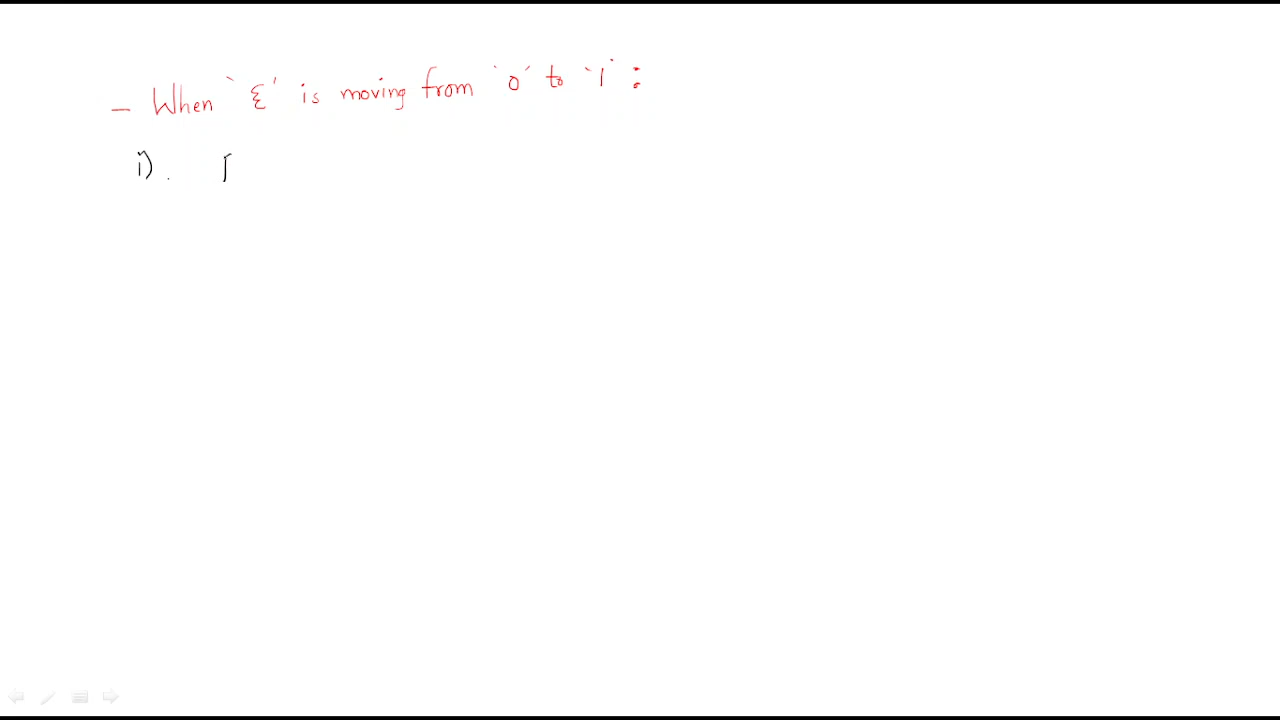 - When ` ξ ' is moving from `0' to `1' :
i).